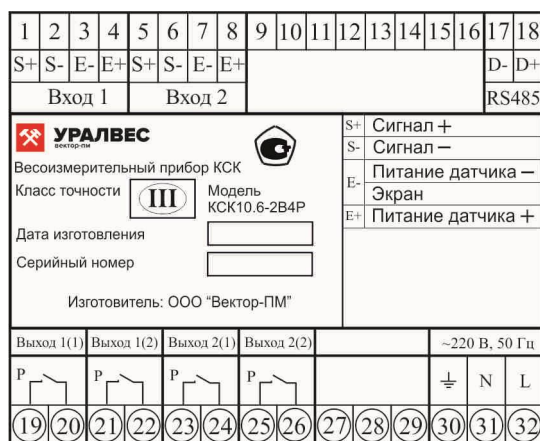 1 2 3 4 5 6 7 8 9 10 11 12 13 14 15 16 17 18
S+ S- E- E+ S+ S- E- E+ D- D+
Вход 1 Вход 2 RS485
УРАЛВЕС
вектор-пм
Весоизмерительный прибор КСК
Класс точности III Модель
КСК10.6-2В4Р
Дата изготовления
Серийный номер
Изготовитель: ООО "Вектор-ПМ"
S+ Сигнал +
S- Сигнал −
E- Питание датчика −
Экран
E+ Питание датчика +
Выход 1(1) Выход 1(2) Выход 2(1) Выход 2(2) ~220 В, 50 Гц
P P P P N L
19 20 21 22 23 24 25 26 27 28 29 30 31 32